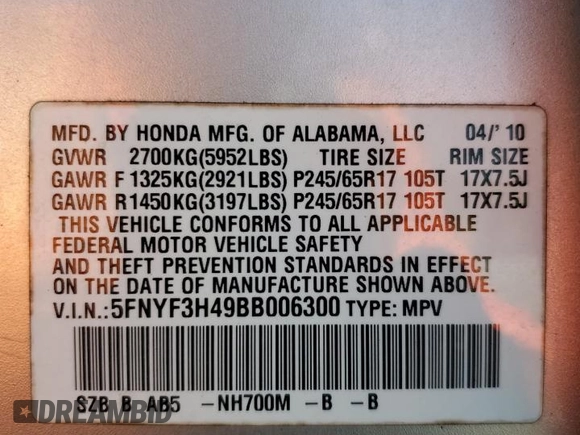 MFD. BY HONDA MFG. OF ALABAMA, LLC 04/'10
GVWR 2700KG(5952LBS) TIRE SIZE RIM SIZE
GAWR F 1325KG(2921LBS) P245/65R17 105T 17X7.5J
GAWR R1450KG(3197LBS) P245/65R17 105T 17X7.5J
THIS VEHICLE CONFORMS TO ALL APPLICABLE
FEDERAL MOTOR VEHICLE SAFETY
AND THEFT PREVENTION STANDARDS IN EFFECT
ON THE DATE OF MANUFACTURE SHOWN ABOVE.
V.I.N.:5FNYF3H49BB006300 TYPE: MPV
SZB B AB5 -NH700M -B -B
DREAMBID